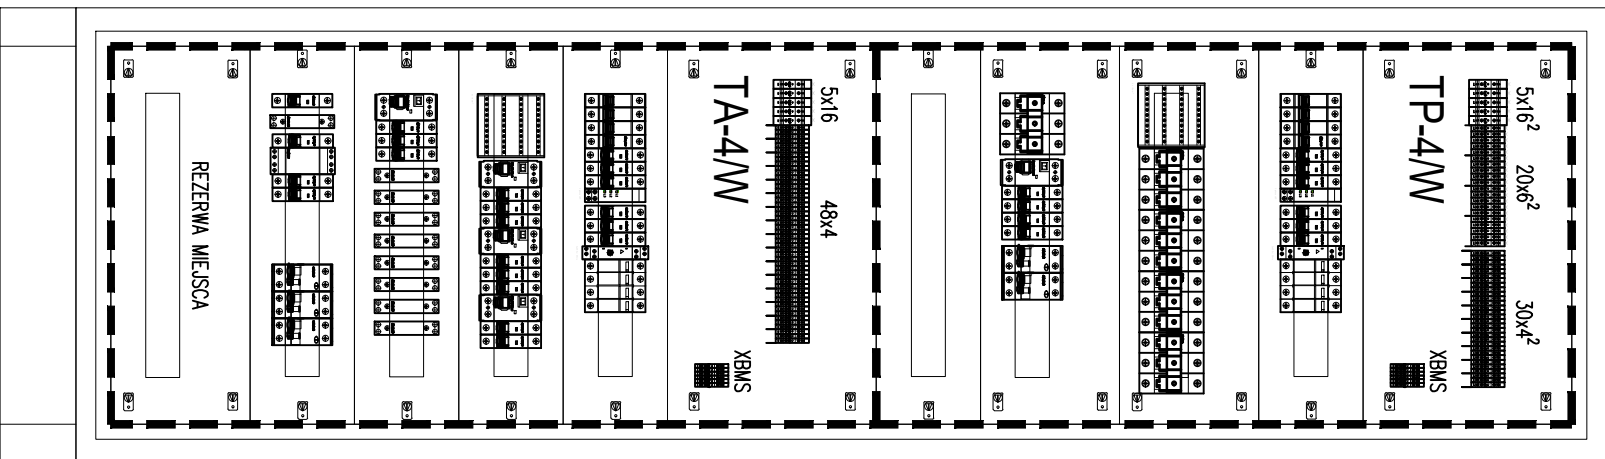 REZERWA MIEJSCA
TA-4/W
5x16
48x4
XBMS
TP-4/W
5x16²
20x6²
30x4²
XBMS